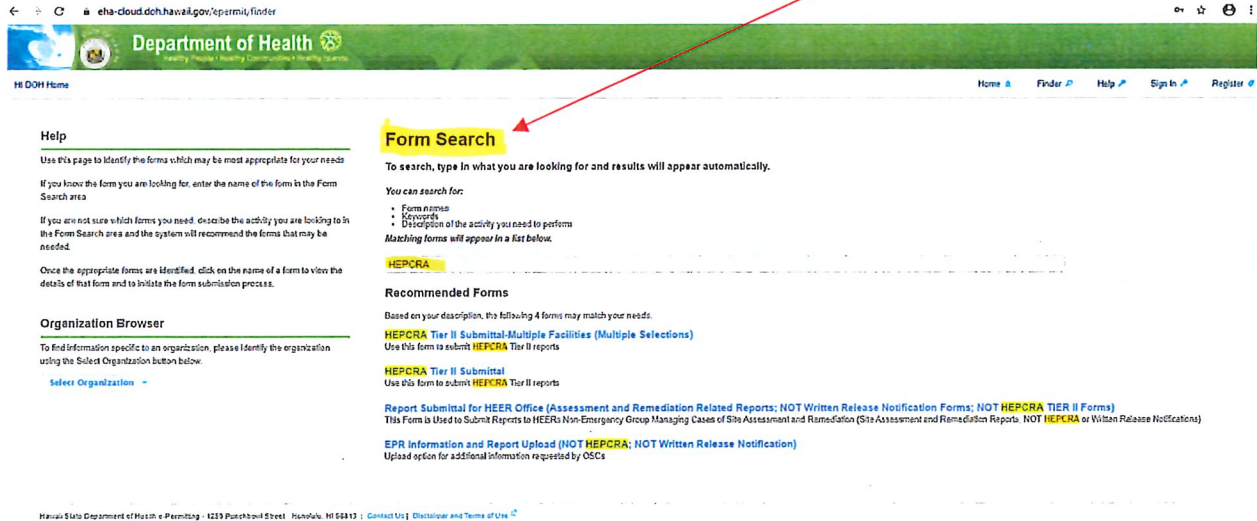 eha-cloud.doh.hawaii.gov/epermit/finder
Department of Health
Healthy People • Healthy Communities • Healthy Islands
HI DOH Home
Home
Finder
Help
Sign In
Register
Help
Use this page to identify the forms which may be most appropriate for your needs
If you know the form you are looking for, enter the name of the form in the Form
Search area
If you are not sure which forms you need, describe the activity you are looking to in
the Form Search area and the system will recommend the forms that may be
needed.
Once the appropriate forms are identified, click on the name of a form to view the
details of that form and to initiate the form submission process.
Organization Browser
To find information specific to an organization, please identify the organization
using the Select Organization button below.
Select Organization
Form Search
To search, type in what you are looking for and results will appear automatically.
You can search for:
• Form names
• Keywords
• Description of the activity you need to perform
Matching forms will appear in a list below.
HEPCRA
Recommended Forms
Based on your description, the following 4 forms may match your needs.
HEPCRA Tier II Submittal-Multiple Facilities (Multiple Selections)
Use this form to submit HEPCRA Tier II reports
HEPCRA Tier II Submittal
Use this form to submit HEPCRA Tier II reports
Report Submittal for HEER Office (Assessment and Remediation Related Reports; NOT Written Release Notification Forms; NOT HEPCRA TIER II Forms)
This Form is Used to Submit Reports to HEERs Non-Emergency Group Managing Cases of Site Assessment and Remediation (Site Assessment and Remediation Reports, NOT HEPCRA or Written Release Notifications)
EPR Information and Report Upload (NOT HEPCRA; NOT Written Release Notification)
Upload option for additional information requested by OSCs
Hawaii State Department of Health e-Permitting - 1250 Punchbowl Street Honolulu, HI 96813 | Contact Us | Disclaimer and Terms of Use